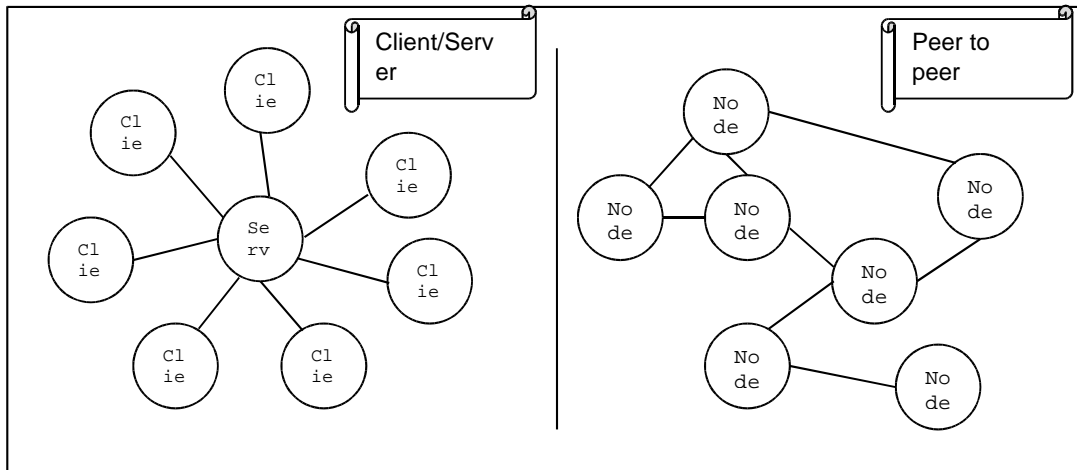 Client/Serv
er
Cl
ie
Cl
ie
Cl
ie
Se
rv
Cl
ie
Cl
ie
Cl
ie
Cl
ie
Peer to
peer
No
de
No
de
No
de
No
de
No
de
No
de
No
de